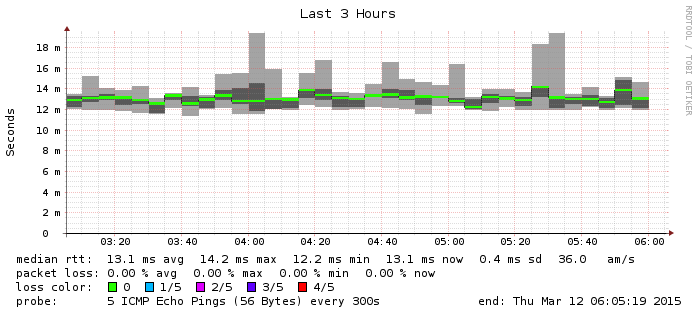 Last 3 Hours
RRDTOOL / TOBI OETIKER
Seconds
18 m
16 m
14 m
12 m
10 m
8 m
6 m
4 m
2 m
0
03:20 03:40 04:00 04:20 04:40 05:00 05:20 05:40 06:00
median rtt: 13.1 ms avg 14.2 ms max 12.2 ms min 13.1 ms now 0.4 ms sd 36.0 am/s
packet loss: 0.00 % avg 0.00 % max 0.00 % min 0.00 % now
loss color: 0 1/5 2/5 3/5 4/5
probe: 5 ICMP Echo Pings (56 Bytes) every 300s end: Thu Mar 12 06:05:19 2015